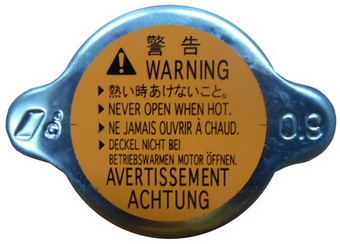 警告
WARNING
▶熱い時あけないこと。
▶NEVER OPEN WHEN HOT.
▶NE JAMAIS OUVRIR À CHAUD.
▶DECKEL NICHT BEI
BETRIEBSWARMEN MOTOR ÖFFNEN.
AVERTISSEMENT
ACHTUNG
0.9